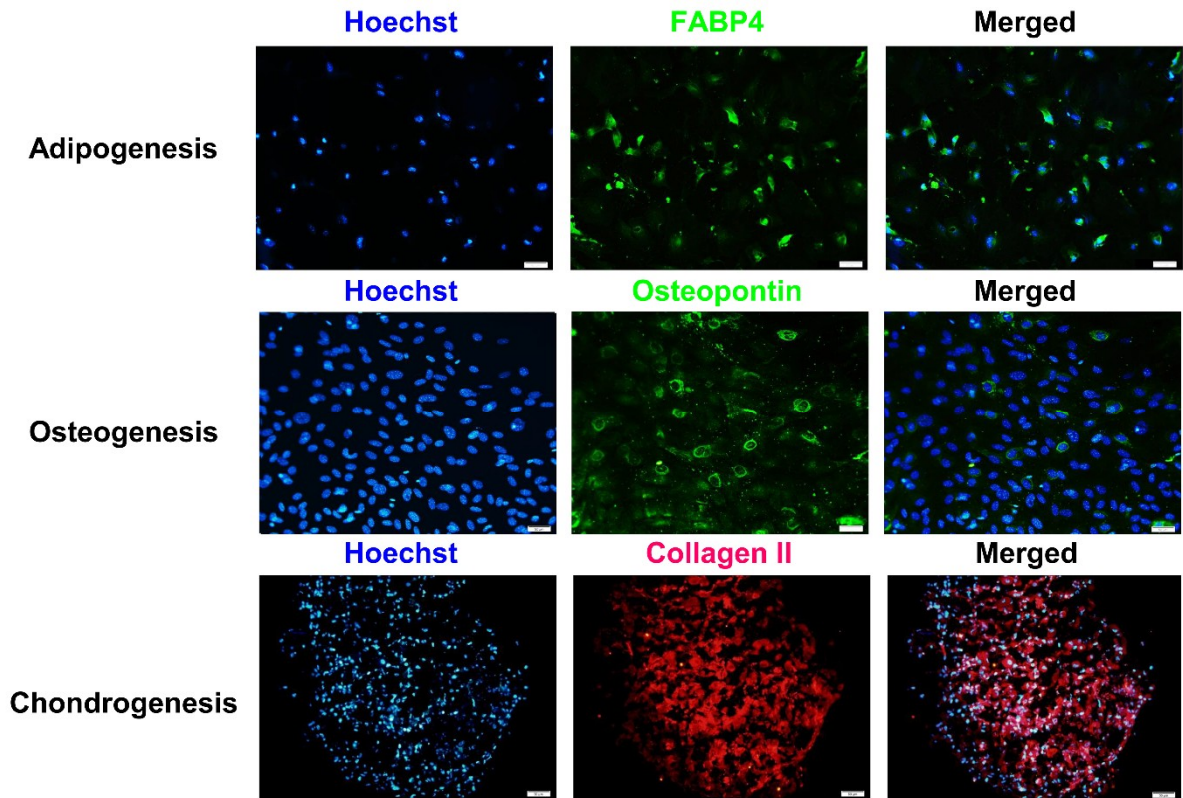 Hoechst FABP4 Merged
Adipogenesis
Hoechst Osteopontin Merged
Osteogenesis
Hoechst Collagen II Merged
Chondrogenesis